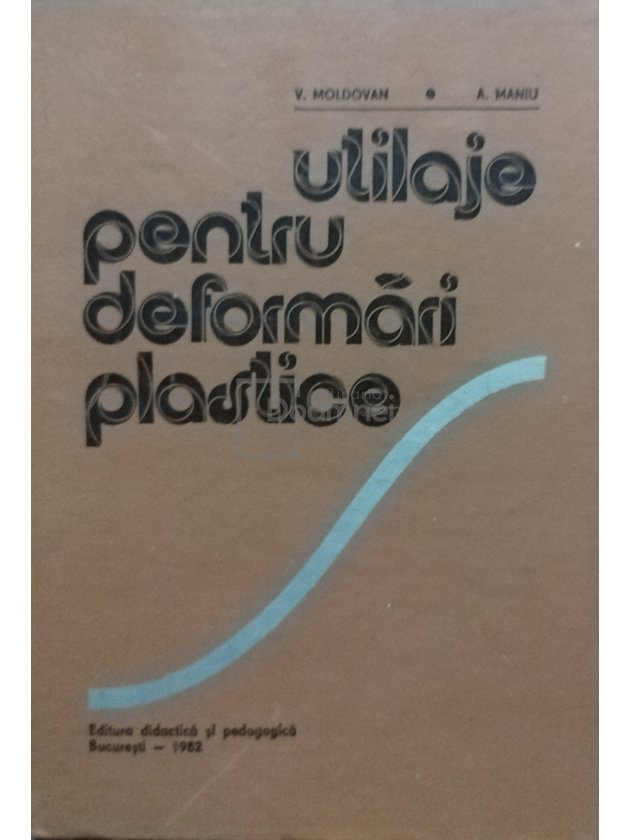 V. MOLDOVAN • A. MANIU
utilaje
pentru
deformări
plastice
Editura didactică și pedagogică
București — 1982